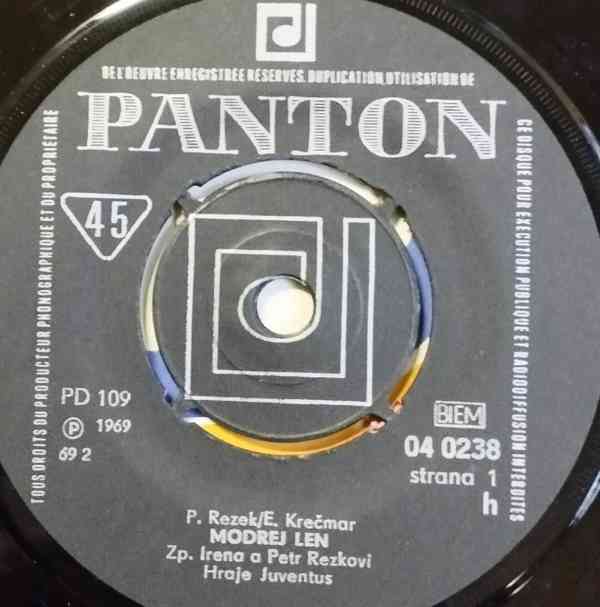 DE L'OEUVRE ENREGISTREE RESERVES. DUPLICATION, UTILISATION DE
PANTON
TOUS DROITS DU PRODUCTEUR PHONOGRAPHIQUE ET DU PROPRIÉTAIRE
CE DISQUE POUR EXECUTION PUBLIQUE ET RADIODIFFUSION INTERDITES
45
PD 109
Ⓟ 1969
69 2
BIEM
04 0238
strana 1
h
P. Rezek/E. Krečmar
MODREJ LEN
Zp. Irena a Petr Rezkovi
Hraje Juventus